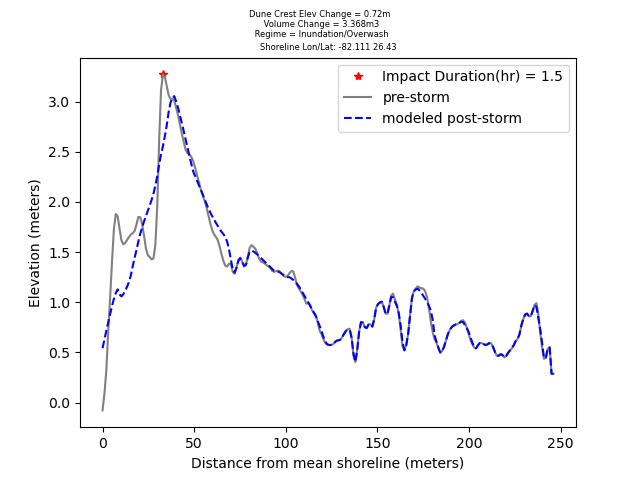 Dune Crest Elev Change = 0.72m
Volume Change = 3.368m3
Regime = Inundation/Overwash
Shoreline Lon/Lat: -82.111 26.43
Impact Duration(hr) = 1.5
pre-storm
modeled post-storm
Elevation (meters)
3.0
2.5
2.0
1.5
1.0
0.5
0.0
0 50 100 150 200 250
Distance from mean shoreline (meters)